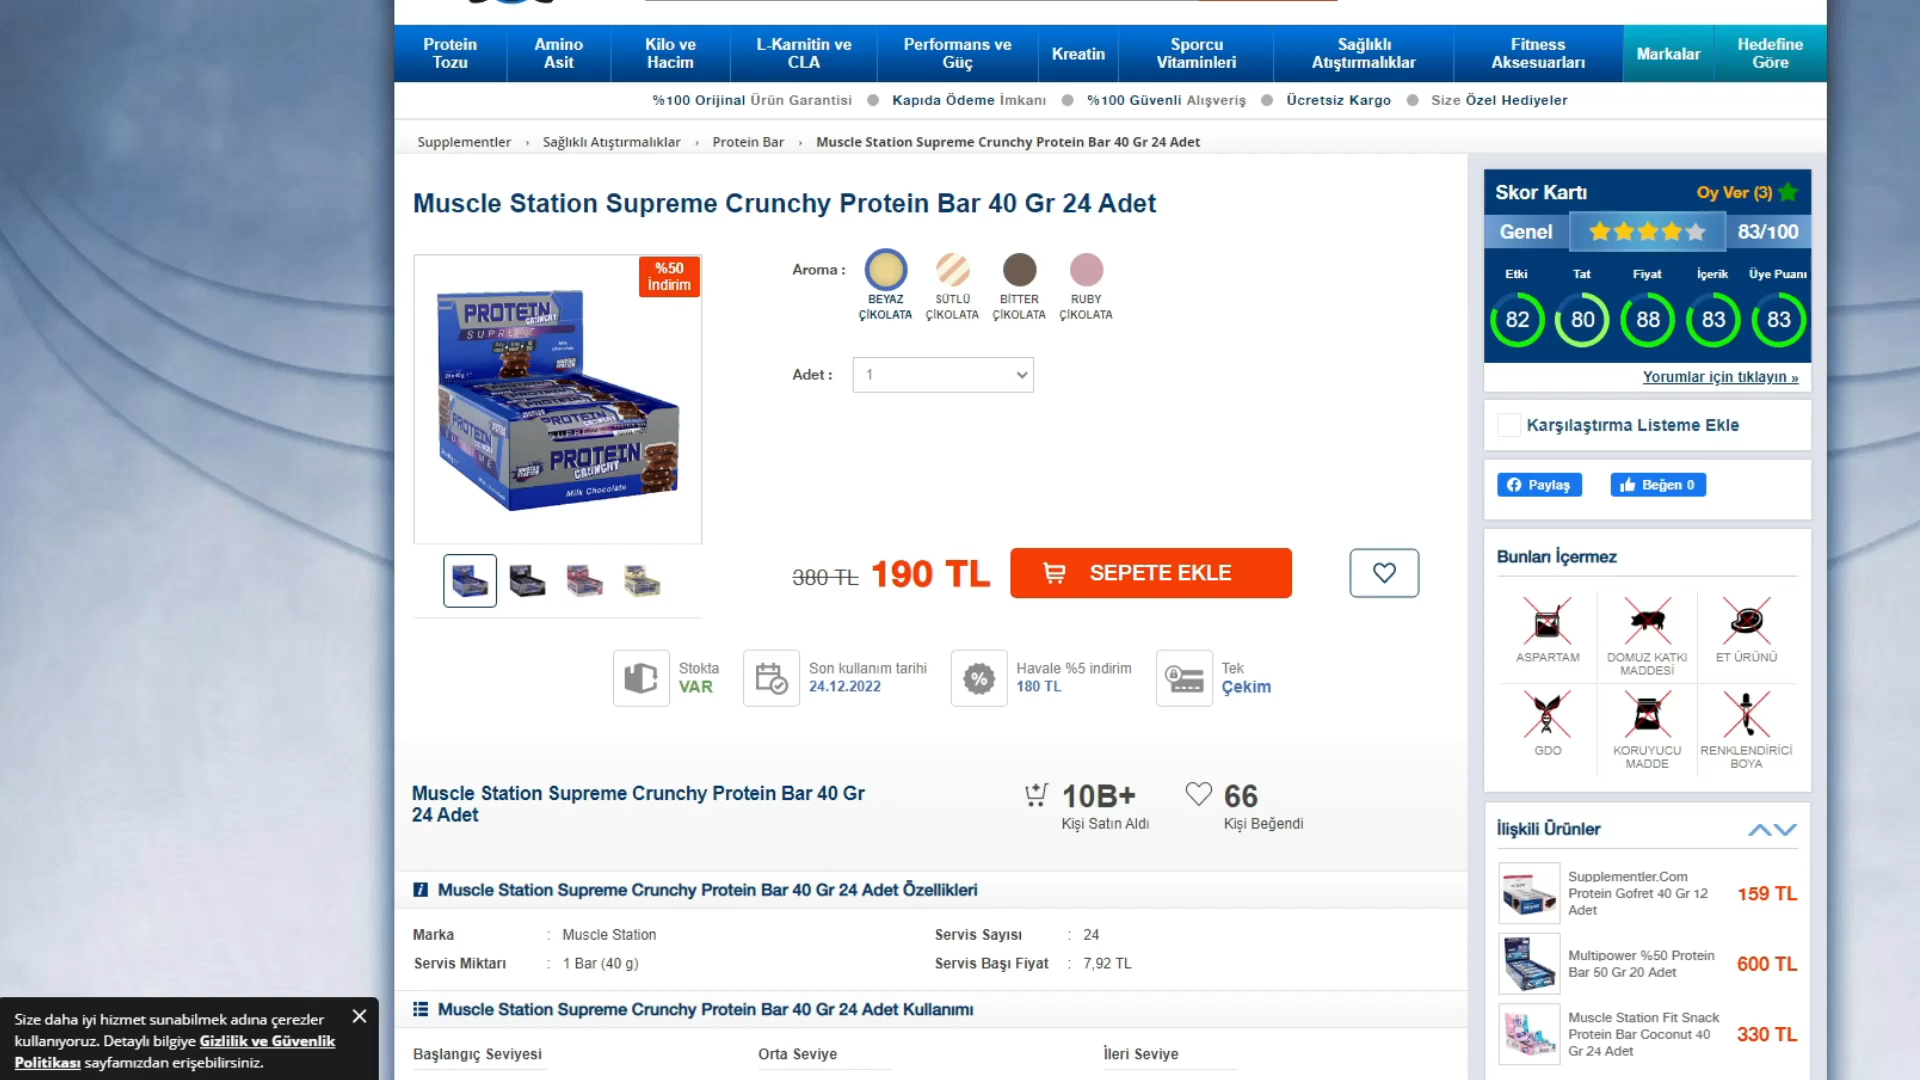 Protein Tozu
Amino Asit
Kilo ve Hacim
L-Karnitin ve CLA
Performans ve Güç
Kreatin
Sporcu Vitaminleri
Sağlıklı Atıştırmalıklar
Fitness Aksesuarları
Markalar
Hedefine Göre
%100 Orijinal Ürün Garantisi
Kapıda Ödeme İmkanı
%100 Güvenli Alışveriş
Ücretsiz Kargo
Size Özel Hediyeler
Supplementler › Sağlıklı Atıştırmalıklar › Protein Bar › Muscle Station Supreme Crunchy Protein Bar 40 Gr 24 Adet
Muscle Station Supreme Crunchy Protein Bar 40 Gr 24 Adet
%50
İndirim
PROTEIN
CRUNCHY
SUPREME
PROTEIN
CRUNCHY
Milk Chocolate
Aroma :
BEYAZ
ÇİKOLATA
SÜTLÜ
ÇİKOLATA
BİTTER
ÇİKOLATA
RUBY
ÇİKOLATA
Adet : 1
380 TL 190 TL
SEPETE EKLE
Stokta
VAR
Son kullanım tarihi
24.12.2022
Havale %5 indirim
180 TL
Tek
Çekim
Muscle Station Supreme Crunchy Protein Bar 40 Gr
24 Adet
10B+
Kişi Satın Aldı
66
Kişi Beğendi
Muscle Station Supreme Crunchy Protein Bar 40 Gr 24 Adet Özellikleri
Marka : Muscle Station
Servis Sayısı : 24
Servis Miktarı : 1 Bar (40 g)
Servis Başı Fiyat : 7,92 TL
Muscle Station Supreme Crunchy Protein Bar 40 Gr 24 Adet Kullanımı
Başlangıç Seviyesi
Orta Seviye
İleri Seviye
Skor Kartı
Oy Ver (3)
Genel 83/100
Etki Tat Fiyat İçerik Üye Puanı
82 80 88 83 83
Yorumlar için tıklayın »
Karşılaştırma Listeme Ekle
Paylaş
Beğen 0
Bunları İçermez
ASPARTAM
DOMUZ KATKI
MADDESİ
ET ÜRÜNÜ
GDO
KORUYUCU
MADDE
RENKLENDİRİCİ
BOYA
İlişkili Ürünler
Supplementler.Com
Protein Gofret 40 Gr 12
Adet
159 TL
Multipower %50 Protein
Bar 50 Gr 20 Adet
600 TL
Muscle Station Fit Snack
Protein Bar Coconut 40
Gr 24 Adet
330 TL
Size daha iyi hizmet sunabilmek adına çerezler
kullanıyoruz. Detaylı bilgiye Gizlilik ve Güvenlik
Politikası sayfamızdan erişebilirsiniz.